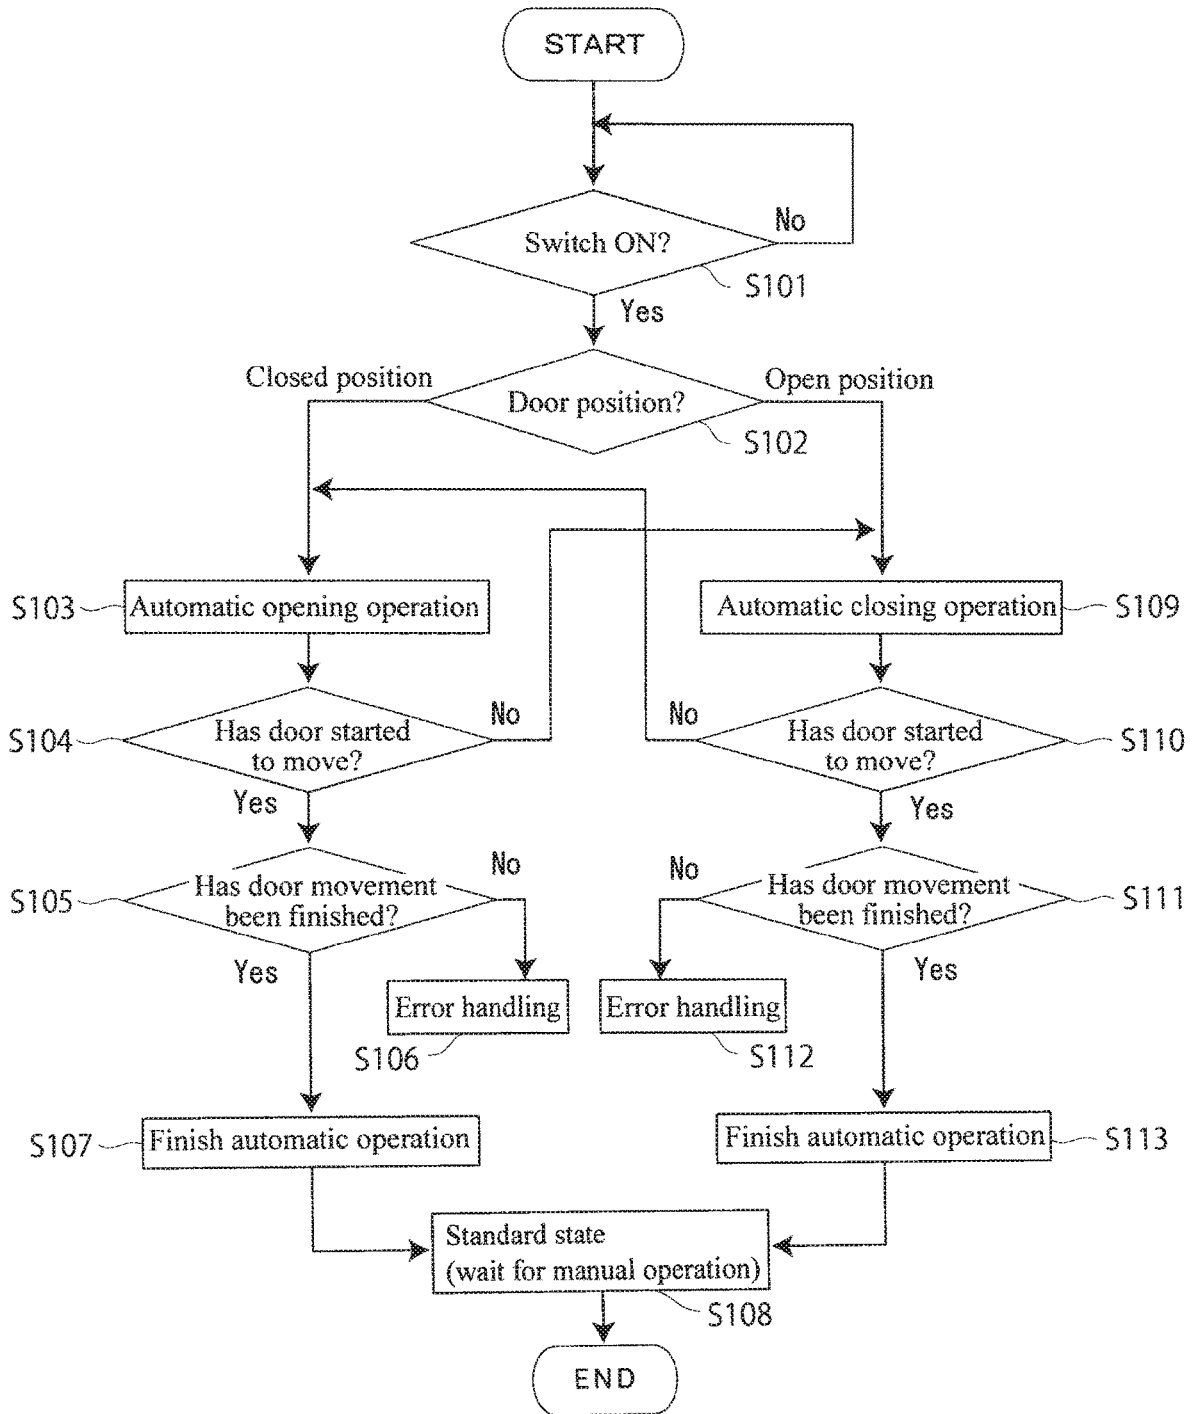 START
No
Switch ON?
S101
Yes
Closed position
Open position
Door position?
S102
S103
Automatic opening operation
Automatic closing operation
S109
S104
Has door started
to move?
No
No
Has door started
to move?
S110
Yes
Yes
S105
Has door movement
been finished?
No
No
Has door movement
been finished?
S111
Yes
Yes
Error handling
Error handling
S106
S112
S107
Finish automatic operation
Finish automatic operation
S113
Standard state
(wait for manual operation)
S108
END